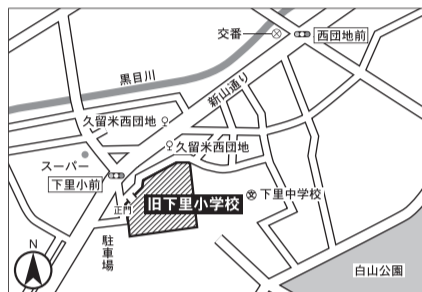 交番
西団地前
黒目川
新山通り
久留米西団地
久留米西団地
スーパー
下里小前
下里中学校
正門
旧下里小学校
駐車場
N
白山公園